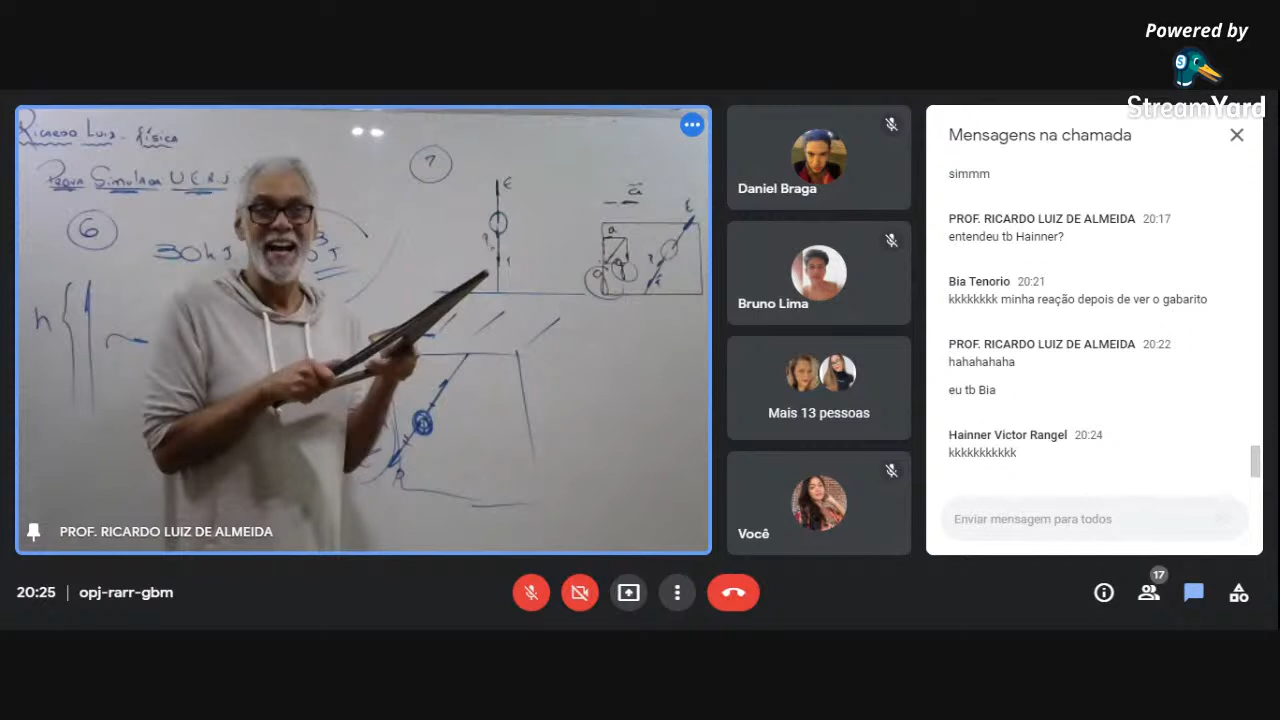 Powered by
StreamYard
RICARDO LUIS - FÍSICA
PROVA SIMULADA UERJ
6
7
30kJ
h
PROF. RICARDO LUIZ DE ALMEIDA
Daniel Braga
Bruno Lima
Mais 13 pessoas
Você
Mensagens na chamada
simmm
PROF. RICARDO LUIZ DE ALMEIDA 20:17
entendeu tb Hainner?
Bia Tenorio 20:21
kkkkkkkk minha reação depois de ver o gabarito
PROF. RICARDO LUIZ DE ALMEIDA 20:22
hahahahaha
eu tb Bia
Hainner Victor Rangel 20:24
kkkkkkkkkkk
Enviar mensagem para todos
20:25 | opj-rarr-gbm
17